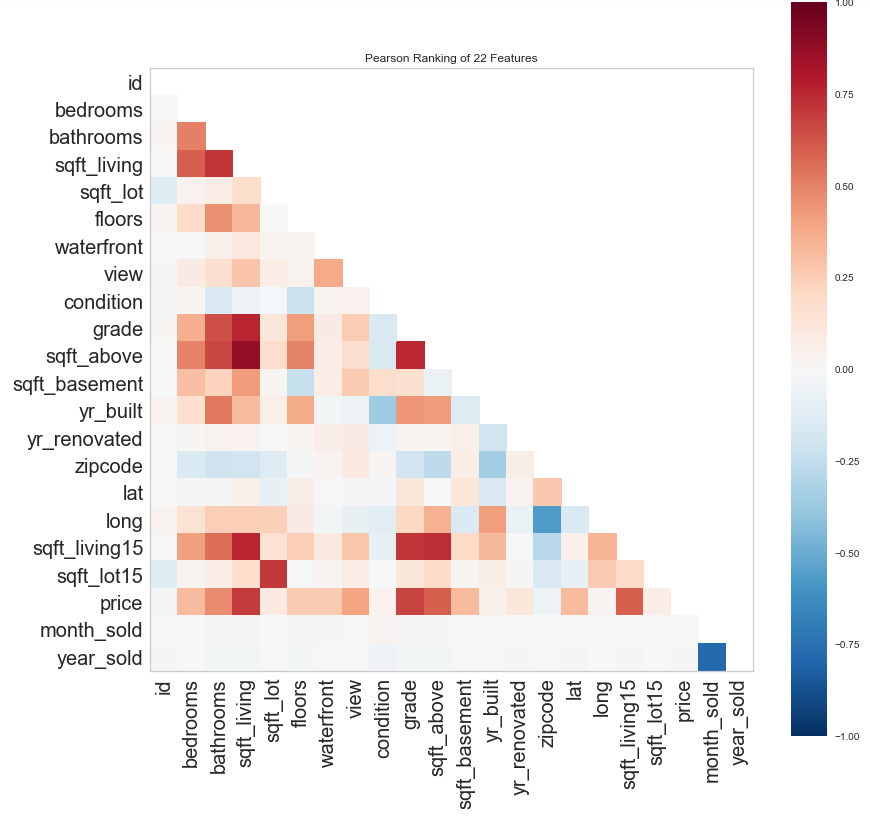 1.00
Pearson Ranking of 22 Features
id
bedrooms
bathrooms
sqft_living
sqft_lot
floors
waterfront
view
condition
grade
sqft_above
sqft_basement
yr_built
yr_renovated
zipcode
lat
long
sqft_living15
sqft_lot15
price
month_sold
year_sold
0.75
0.50
0.25
0.00
−0.25
−0.50
−0.75
−1.00
id
bedrooms
bathrooms
sqft_living
sqft_lot
floors
waterfront
view
condition
grade
sqft_above
sqft_basement
yr_built
yr_renovated
zipcode
lat
long
sqft_living15
sqft_lot15
price
month_sold
year_sold